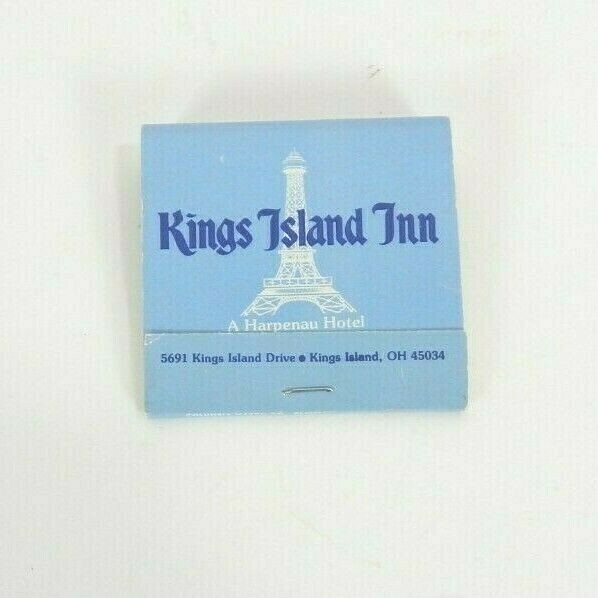 Kings Island Inn
A Harpenau Hotel
5691 Kings Island Drive ● Kings Island, OH 45034